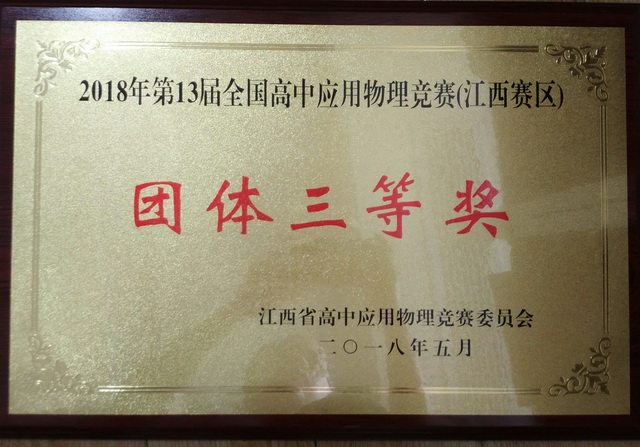 2018年第13届全国高中应用物理竞赛(江西赛区)
团体三等奖
江西省高中应用物理竞赛委员会
二〇一八年五月